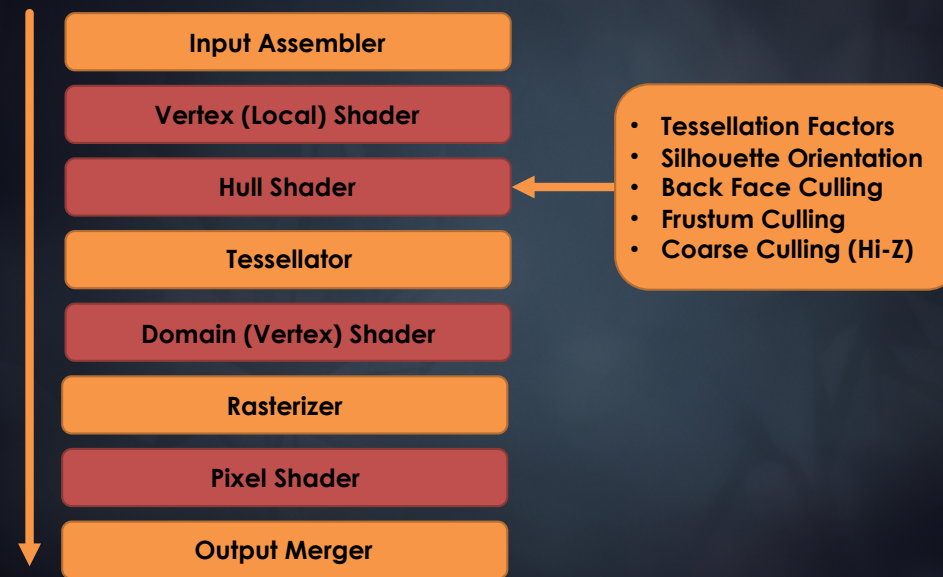 Input Assembler
Vertex (Local) Shader
Hull Shader
• Tessellation Factors
• Silhouette Orientation
• Back Face Culling
• Frustum Culling
• Coarse Culling (Hi-Z)
Tessellator
Domain (Vertex) Shader
Rasterizer
Pixel Shader
Output Merger